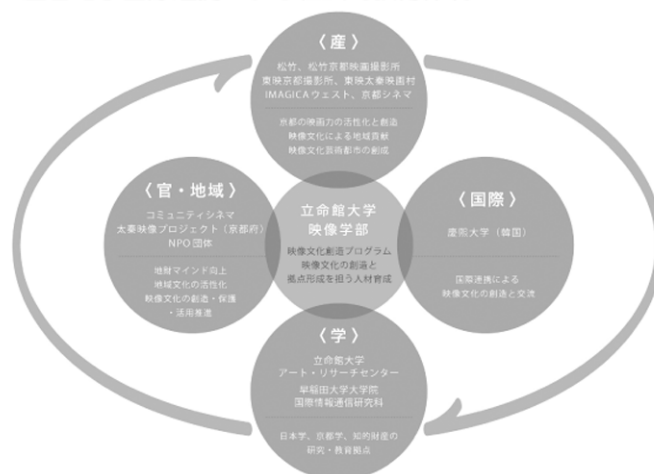 〈産〉
松竹、松竹京都映画撮影所
東映京都撮影所、東映太秦映画村
IMAGICAウェスト、京都シネマ
京都の映画力の活性化と創造
映像文化による地域貢献
映像文化芸術都市の創成
〈官・地域〉
コミュニティシネマ
太秦映像プロジェクト（京都府）
NPO団体
地財マインド向上
地域文化の活性化
映像文化の創造・保護
・活用推進
立命館大学
映像学部
映像文化創造プログラム
映像文化の創造と
拠点形成を担う人材育成
〈国際〉
慶熙大学（韓国）
国際連携による
映像文化の創造と交流
〈学〉
立命館大学
アート・リサーチセンター
早稲田大学大学院
国際情報通信研究科
日本学、京都学、知的財産の
研究・教育拠点